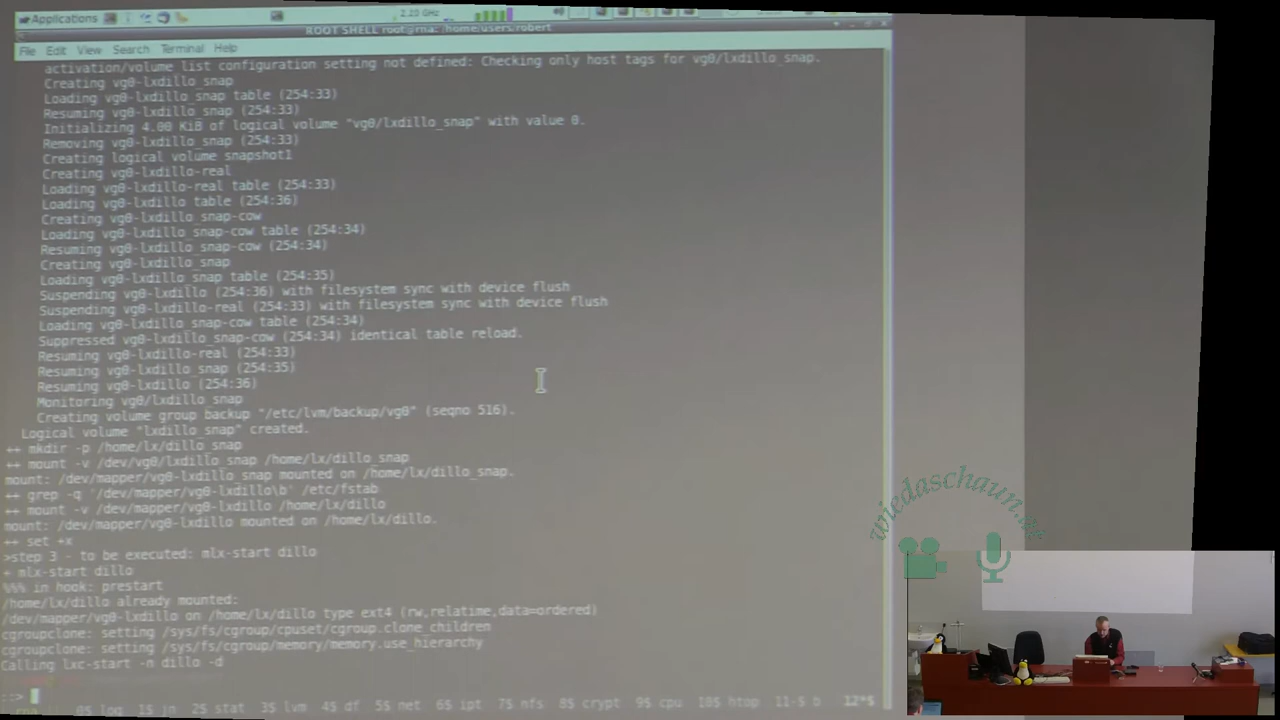 Applications
2.20 GHz
ROOT SHELL root@rna: /home/users/robert
File Edit View Search Terminal Help
activation/volume list configuration setting not defined: Checking only host tags for vg0/lxdillo_snap.
Creating vg0-lxdillo_snap
Loading vg0-lxdillo_snap table (254:33)
Resuming vg0-lxdillo_snap (254:33)
Initializing 4.00 KiB of logical volume "vg0/lxdillo_snap" with value 0.
Removing vg0-lxdillo_snap (254:33)
Creating logical volume snapshot1
Creating vg0-lxdillo-real
Loading vg0-lxdillo-real table (254:33)
Loading vg0-lxdillo table (254:36)
Creating vg0-lxdillo_snap-cow
Loading vg0-lxdillo_snap-cow table (254:34)
Resuming vg0-lxdillo_snap-cow (254:34)
Creating vg0-lxdillo_snap
Loading vg0-lxdillo_snap table (254:35)
Suspending vg0-lxdillo (254:36) with filesystem sync with device flush
Suspending vg0-lxdillo-real (254:33) with filesystem sync with device flush
Loading vg0-lxdillo_snap-cow table (254:34)
Suppressed vg0-lxdillo_snap-cow (254:34) identical table reload.
Resuming vg0-lxdillo-real (254:33)
Resuming vg0-lxdillo_snap (254:35)
Resuming vg0-lxdillo (254:36)
Monitoring vg0/lxdillo_snap
Creating volume group backup "/etc/lvm/backup/vg0" (seqno 516).
Logical volume "lxdillo_snap" created.
++ mkdir -p /home/lx/dillo_snap
++ mount -v /dev/vg0/lxdillo_snap /home/lx/dillo_snap
mount: /dev/mapper/vg0-lxdillo_snap mounted on /home/lx/dillo_snap.
++ grep -q '/dev/mapper/vg0-lxdillo\b' /etc/fstab
++ mount -v /dev/mapper/vg0-lxdillo /home/lx/dillo
mount: /dev/mapper/vg0-lxdillo mounted on /home/lx/dillo.
++ set +x
>step 3 - to be executed: mlx-start dillo
+ mlx-start dillo
%%% in hook: prestart
/home/lx/dillo already mounted:
/dev/mapper/vg0-lxdillo on /home/lx/dillo type ext4 (rw,relatime,data=ordered)
cgroupclone: setting /sys/fs/cgroup/cpuset/cgroup.clone_children
cgroupclone: setting /sys/fs/cgroup/memory/memory.use_hierarchy
Calling lxc-start -n dillo -d
::>
0$ log 1$ jn 2$ stat 3$ lvm 4$ df 5$ net 6$ ipt 7$ nfs 8$ crypt 9$ cpu 10$ htop 11-$ b 12*$
wiedaschaun.